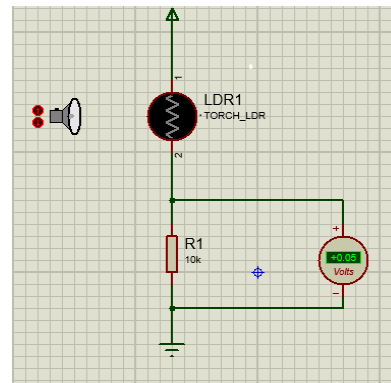 1
LDR1
TORCH_LDR
2
R1
10k
+
+0.05
Volts
−